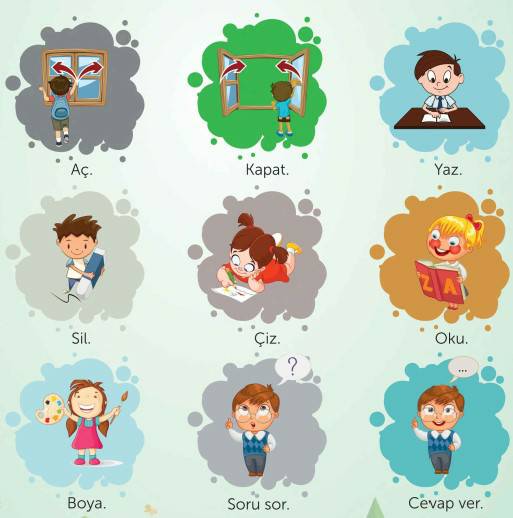 Aç.
Kapat.
Yaz.
Sil.
Çiz.
Z A
Oku.
?
...
Boya.
Soru sor.
Cevap ver.